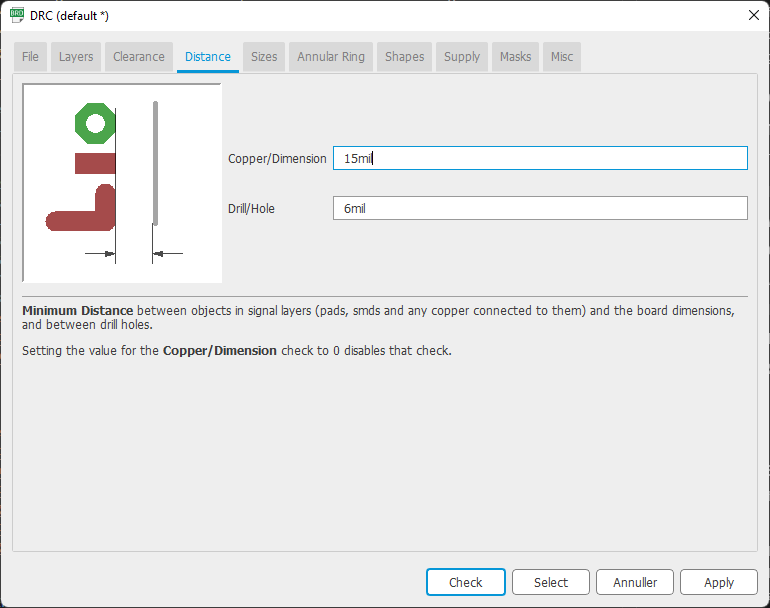 DRC (default *)
File Layers Clearance Distance Sizes Annular Ring Shapes Supply Masks Misc
Copper/Dimension 15mil
Drill/Hole 6mil
Minimum Distance between objects in signal layers (pads, smds and any copper connected to them) and the board dimensions,
and between drill holes.
Setting the value for the Copper/Dimension check to 0 disables that check.
Check Select Annuller Apply